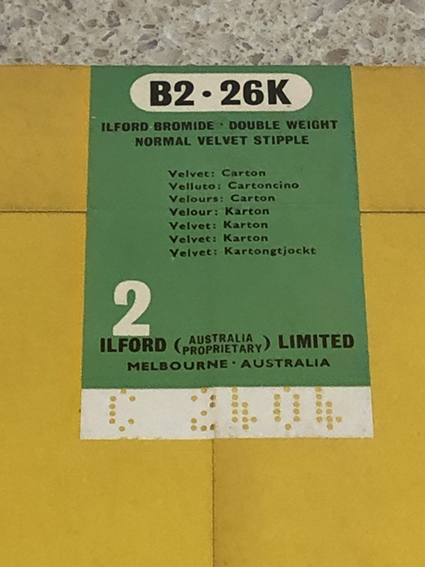 B2·26K
ILFORD BROMIDE · DOUBLE WEIGHT
NORMAL VELVET STIPPLE
Velvet: Carton
Velluto: Cartoncino
Velours: Carton
Velour: Karton
Velvet: Karton
Velvet: Karton
Velvet: Kartongtjockt
2
ILFORD (AUSTRALIA PROPRIETARY) LIMITED
MELBOURNE · AUSTRALIA